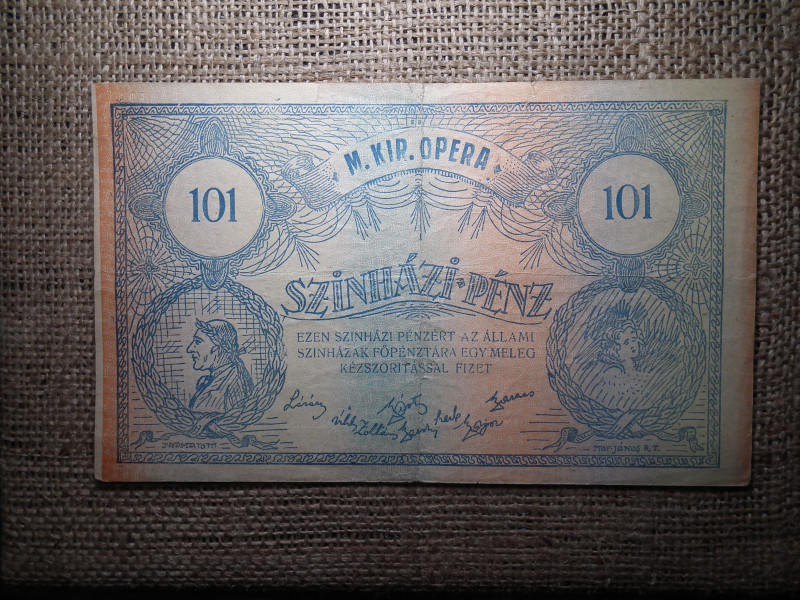 M. KIR. OPERA
101 101
SZINHÁZI-PÉNZ
EZEN SZINHÁZI PÉNZÉRT AZ ÁLLAMI
SZINHÁZAK FŐPÉNZTÁRA EGY MELEG
KÉZSZORITÁSSAL FIZET